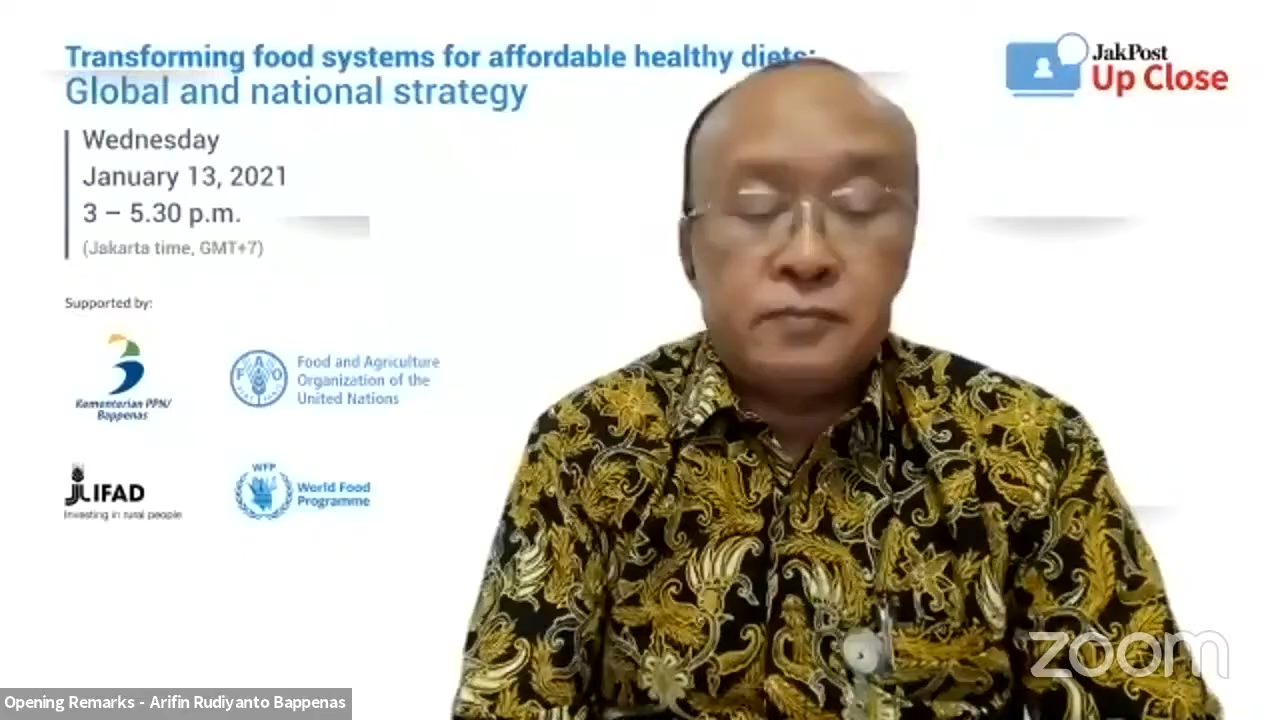 Transforming food systems for affordable healthy diets:
Global and national strategy
Wednesday
January 13, 2021
3 – 5.30 p.m.
(Jakarta time, GMT+7)
Supported by:
Kementerian PPN/
Bappenas
F A O
FIAT PANIS
Food and Agriculture
Organization of the
United Nations
IFAD
Investing in rural people
WFP
World Food
Programme
JakPost
Up Close
zoom
Opening Remarks - Arifin Rudiyanto Bappenas